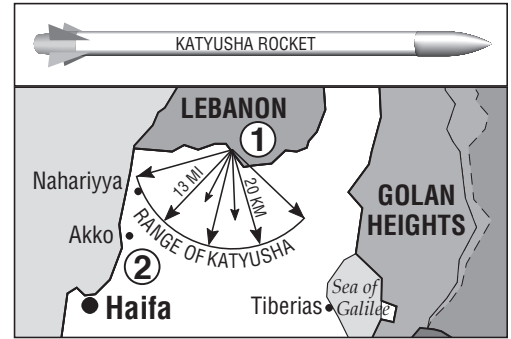 KATYUSHA ROCKET
LEBANON
1
Nahariyya
13 MI
20 KM
GOLAN
HEIGHTS
RANGE OF KATYUSHA
Akko
2
Haifa
Tiberias
Sea of
Galilee